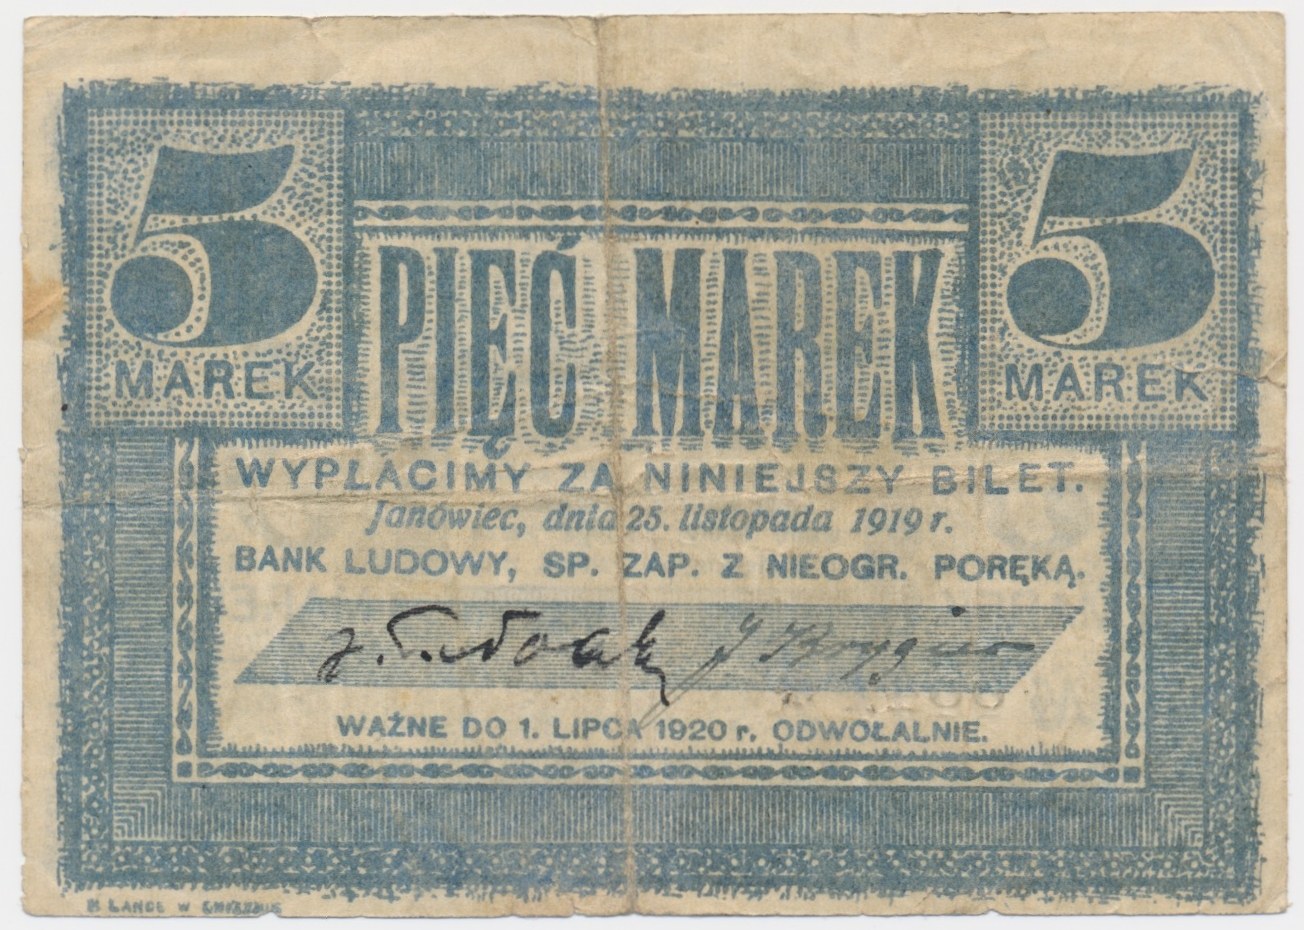 5 MAREK
5 MAREK
PIĘĆ MAREK
WYPŁACIMY ZA NINIEJSZY BILET.
Janówiec, dnia 25. listopada 1919 r.
BANK LUDOWY, SP. ZAP. Z NIEOGR. PORĘKĄ.
WAŻNE DO 1. LIPCA 1920 r. ODWOŁALNIE.
LANGE W